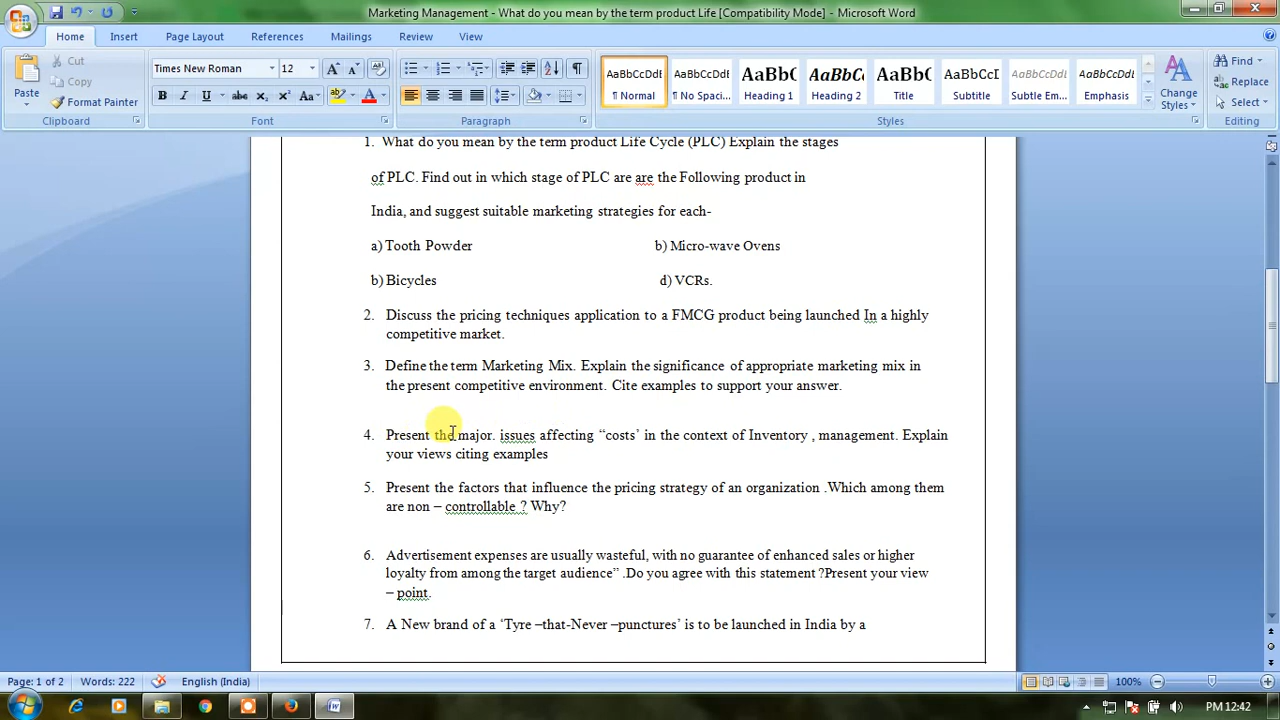 Marketing Management - What do you mean by the term product Life [Compatibility Mode] - Microsoft Word
Home Insert Page Layout References Mailings Review View
Cut
Copy
Paste
Format Painter
Times New Roman 12
B I U abc x₂ x² Aa
AaBbCcDdE AaBbCcDdE AaBbC AaBbCc AaBbC AaBbCcI AaBbCcDdE AaBbCcDdE
¶ Normal ¶ No Spaci... Heading 1 Heading 2 Title Subtitle Subtle Em... Emphasis
Change Styles
Find
Replace
Select
Clipboard Font Paragraph Styles Editing
1. What do you mean by the term product Life Cycle (PLC) Explain the stages
of PLC. Find out in which stage of PLC are are the Following product in
India, and suggest suitable marketing strategies for each-
a) Tooth Powder b) Micro-wave Ovens
b) Bicycles d) VCRs.
2. Discuss the pricing techniques application to a FMCG product being launched In a highly
competitive market.
3. Define the term Marketing Mix. Explain the significance of appropriate marketing mix in
the present competitive environment. Cite examples to support your answer.
4. Present the major. issues affecting “costs’ in the context of Inventory , management. Explain
your views citing examples
5. Present the factors that influence the pricing strategy of an organization .Which among them
are non – controllable ? Why?
6. Advertisement expenses are usually wasteful, with no guarantee of enhanced sales or higher
loyalty from among the target audience” .Do you agree with this statement ?Present your view
– point.
7. A New brand of a ‘Tyre –that-Never –punctures’ is to be launched in India by a
Page: 1 of 2 Words: 222 English (India) 100%
PM 12:42